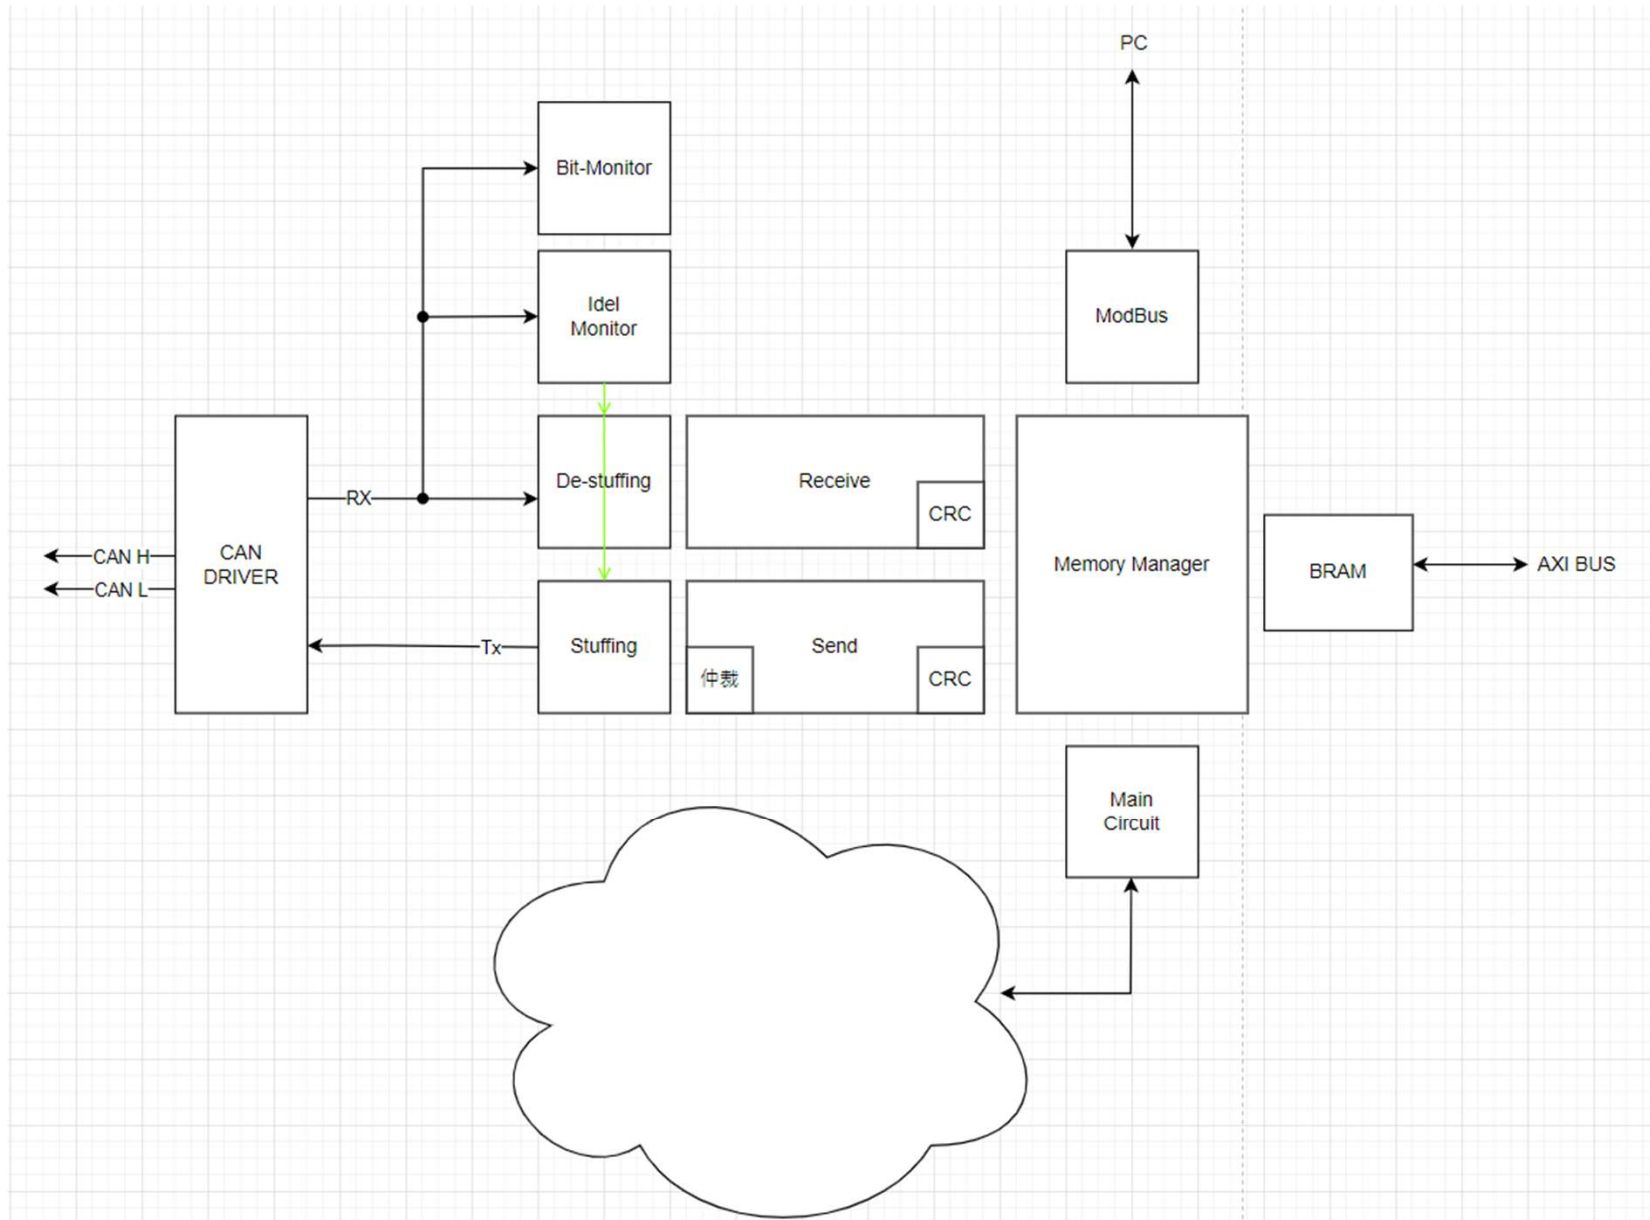 PC
Bit-Monitor
Idel
Monitor
ModBus
De-stuffing
Receive
CRC
RX
CAN H
CAN L
CAN
DRIVER
Memory Manager
BRAM
AXI BUS
Tx
Stuffing
Send
仲裁
CRC
Main
Circuit